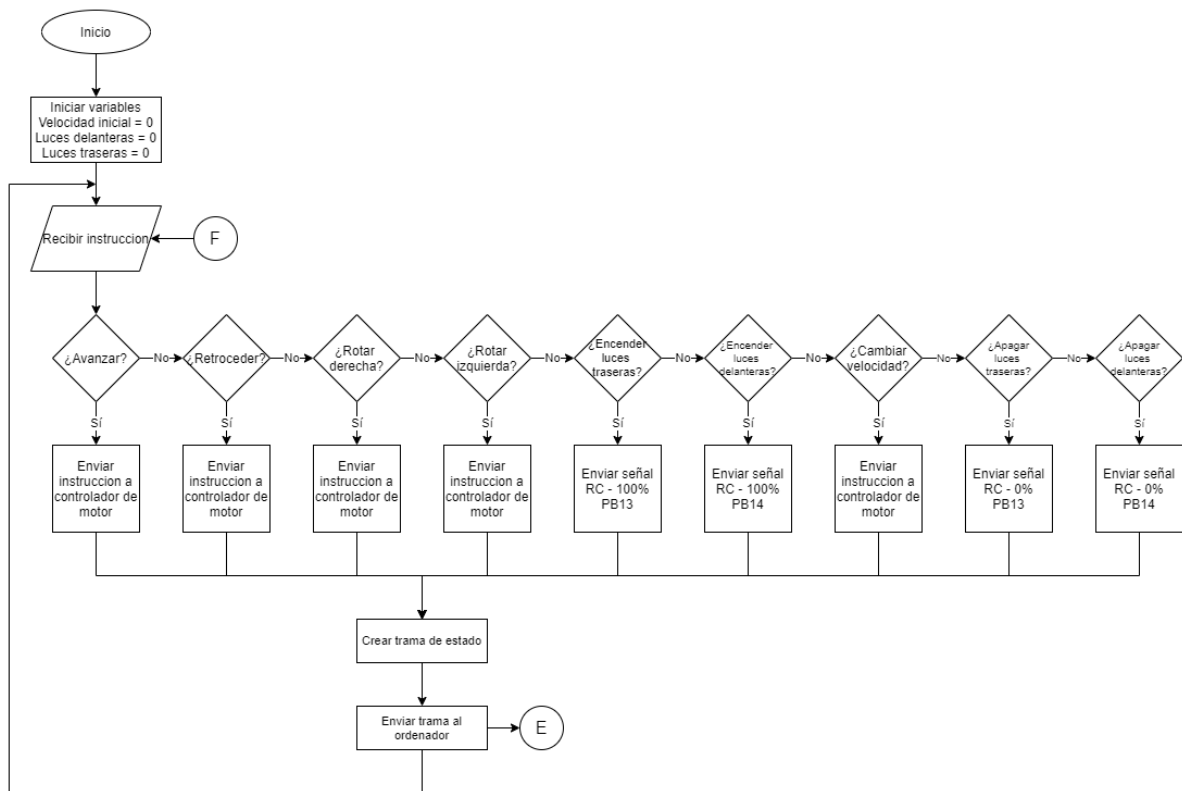 Inicio
Iniciar variables
Velocidad inicial = 0
Luces delanteras = 0
Luces traseras = 0
Recibir instruccion
F
¿Avanzar?
No
¿Retroceder?
No
¿Rotar
derecha?
No
¿Rotar
izquierda?
No
¿Encender
luces
traseras?
No
¿Encender
luces
delanteras?
No
¿Cambiar
velocidad?
No
¿Apagar
luces
traseras?
No
¿Apagar
luces
delanteras?
Sí
Sí
Sí
Sí
Sí
Sí
Sí
Sí
Sí
Enviar
instruccion a
controlador de
motor
Enviar
instruccion a
controlador de
motor
Enviar
instruccion a
controlador de
motor
Enviar
instruccion a
controlador de
motor
Enviar señal
RC - 100%
PB13
Enviar señal
RC - 100%
PB14
Enviar
instruccion a
controlador de
motor
Enviar señal
RC - 0%
PB13
Enviar señal
RC - 0%
PB14
Crear trama de estado
Enviar trama al
ordenador
E